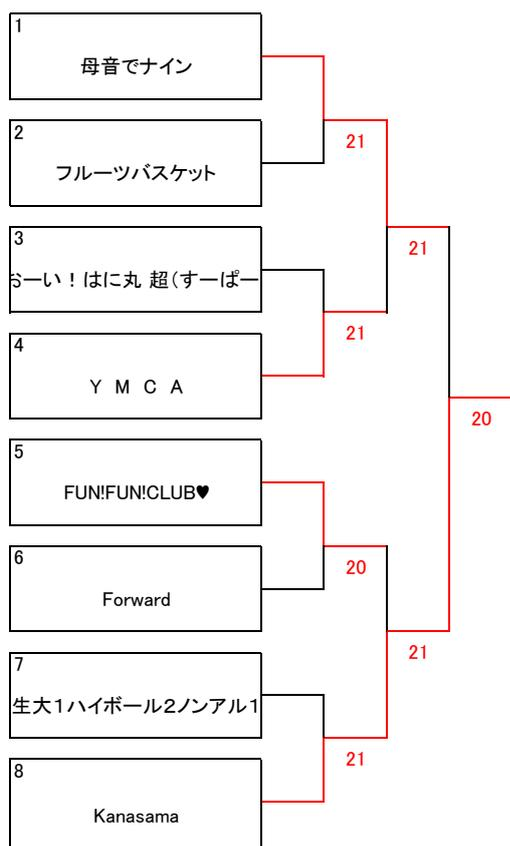 1
母音でナイン
2
フルーツバスケット
21
3
おーい！はに丸 超(すーぱー
21
21
4
Ｙ Ｍ Ｃ Ａ
20
5
FUN!FUN!CLUB♥
6
Forward
20
7
生大1ハイボール2ノンアル1
21
21
8
Kanasama